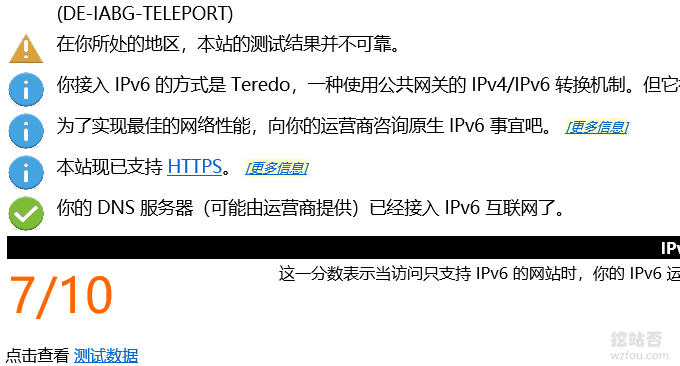 (DE-IABG-TELEPORT)
在你所处的地区，本站的测试结果并不可靠。
你接入 IPv6 的方式是 Teredo，一种使用公共网关的 IPv4/IPv6 转换机制。但它
为了实现最佳的网络性能，向你的运营商咨询原生 IPv6 事宜吧。 [更多信息]
本站现已支持 HTTPS。 [更多信息]
你的 DNS 服务器（可能由运营商提供）已经接入 IPv6 互联网了。
IPv
这一分数表示当访问只支持 IPv6 的网站时，你的 IPv6 运
7/10
点击查看 测试数据
挖站否
wzfou.com